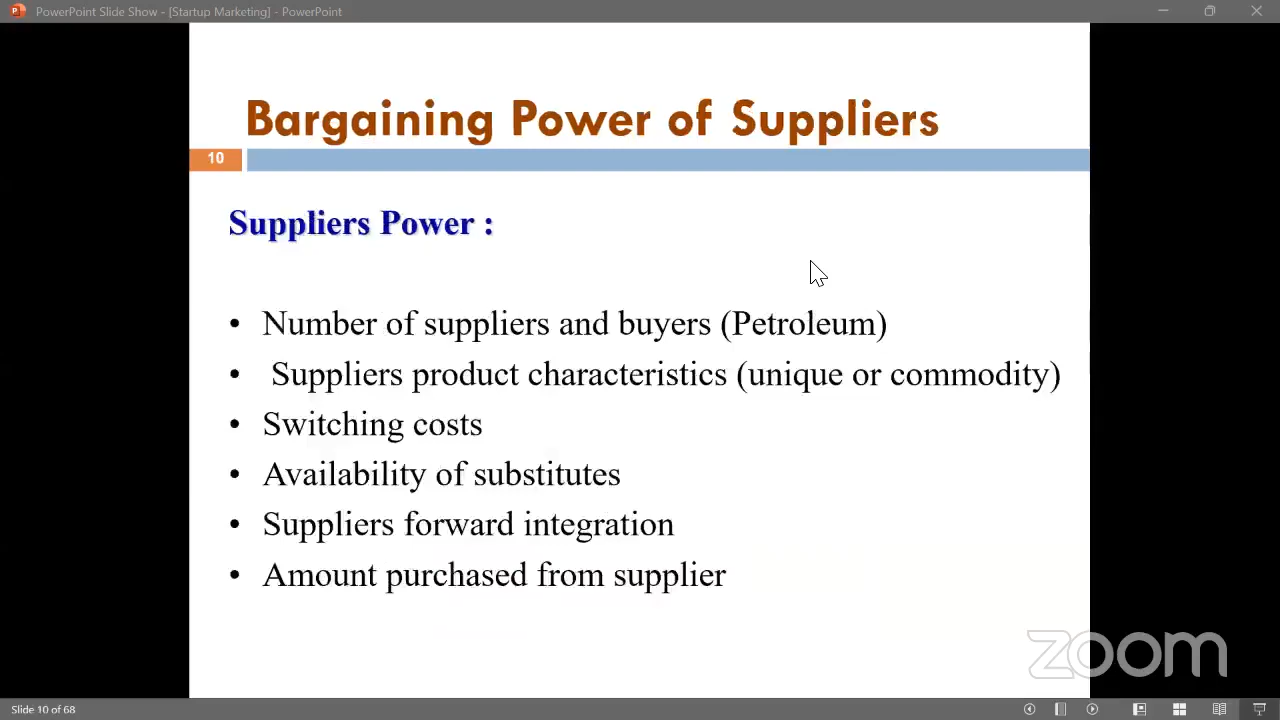 PowerPoint Slide Show - [Startup Marketing] - PowerPoint
Bargaining Power of Suppliers
10
Suppliers Power :
• Number of suppliers and buyers (Petroleum)
• Suppliers product characteristics (unique or commodity)
• Switching costs
• Availability of substitutes
• Suppliers forward integration
• Amount purchased from supplier
zoom
Slide 10 of 68